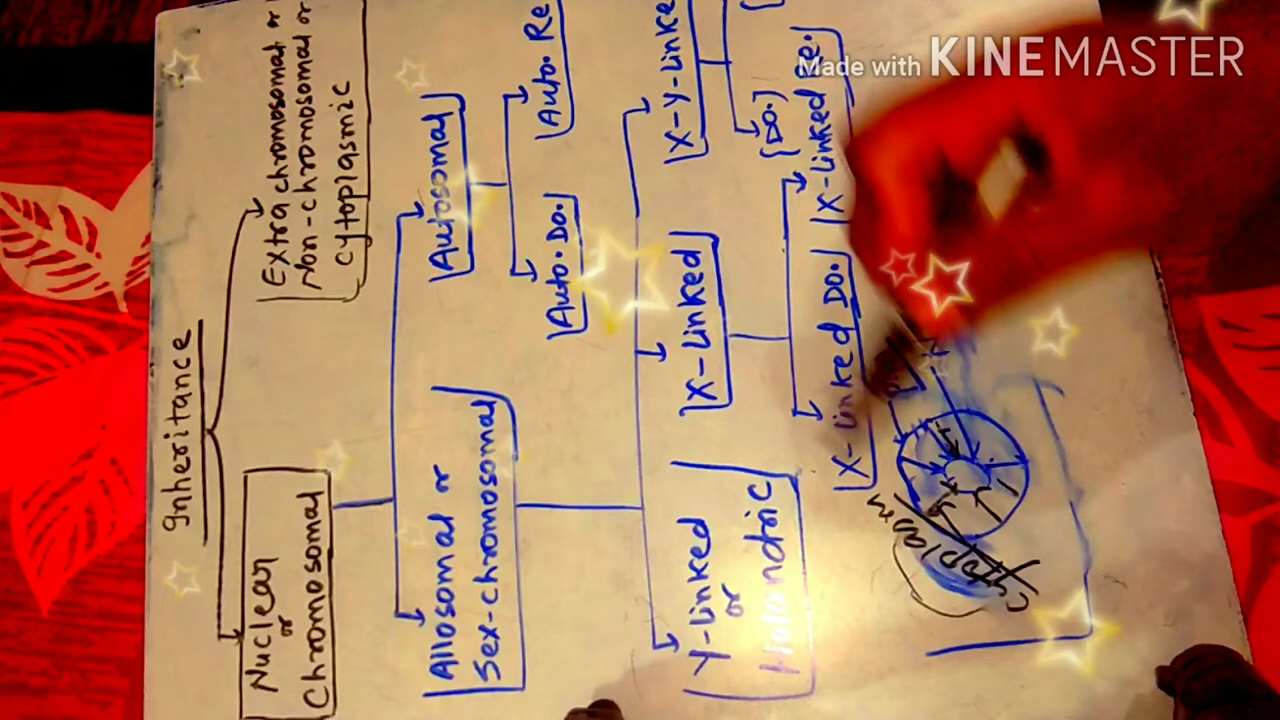 Inheritance
Nuclear
or
Chromosomal
Extra chromosomal or
Non-chromosomal or
cytoplasmic
Allosomal or
Sex-chromosomal
Autosomal
Auto. Do.
Auto. Re
Y-linked
or
Holandric
X-linked
X-Y-linke
[Do.]
X-linked Do.
X-linked Re.
cytoplasm
Made with KINEMASTER